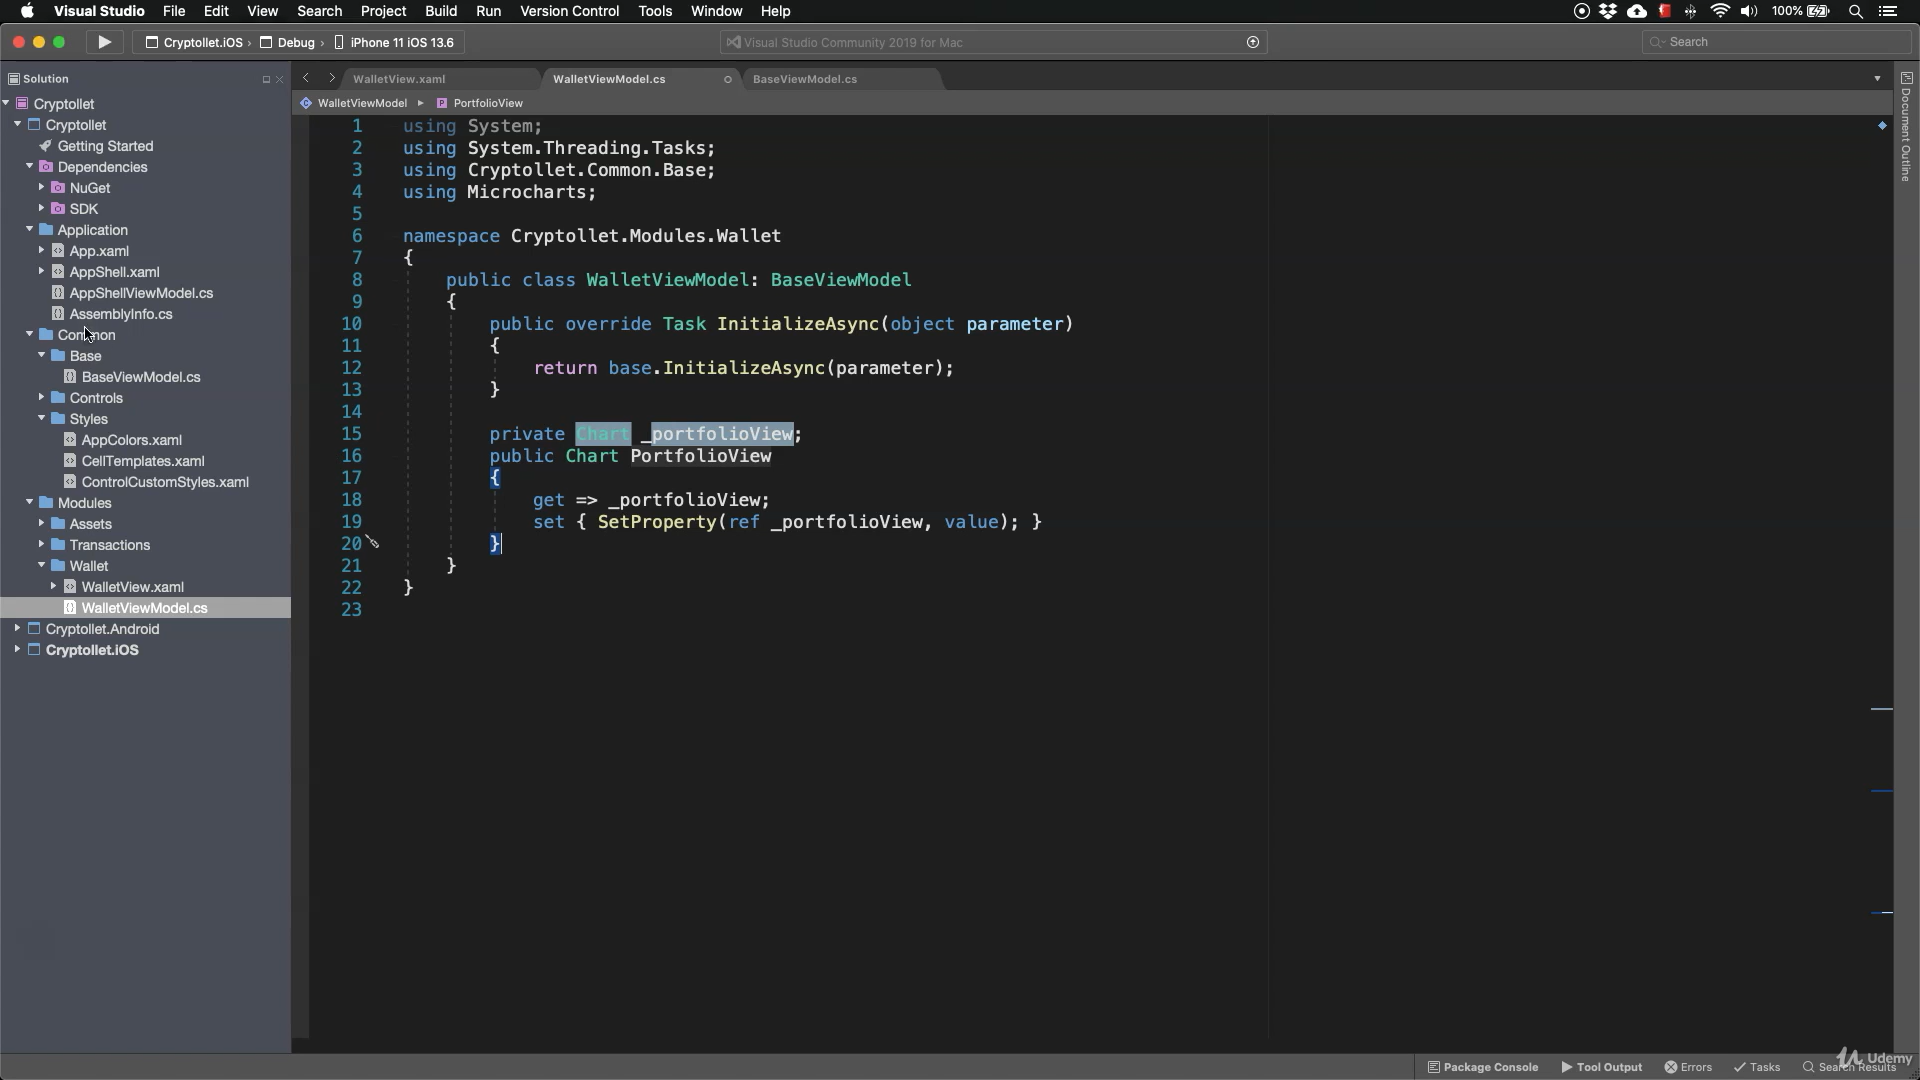 Visual Studio File Edit View Search Project Build Run Version Control Tools Window Help 100%
Cryptollet.iOS › Debug › iPhone 11 iOS 13.6 Visual Studio Community 2019 for Mac Search
Solution
Cryptollet
Cryptollet
Getting Started
Dependencies
NuGet
SDK
Application
App.xaml
AppShell.xaml
AppShellViewModel.cs
AssemblyInfo.cs
Common
Base
BaseViewModel.cs
Controls
Styles
AppColors.xaml
CellTemplates.xaml
ControlCustomStyles.xaml
Modules
Assets
Transactions
Wallet
WalletView.xaml
WalletViewModel.cs
Cryptollet.Android
Cryptollet.iOS
WalletView.xaml WalletViewModel.cs BaseViewModel.cs
WalletViewModel PortfolioView
1 using System;
2 using System.Threading.Tasks;
3 using Cryptollet.Common.Base;
4 using Microcharts;
5
6 namespace Cryptollet.Modules.Wallet
7 {
8 public class WalletViewModel: BaseViewModel
9 {
10 public override Task InitializeAsync(object parameter)
11 {
12 return base.InitializeAsync(parameter);
13 }
14
15 private Chart _portfolioView;
16 public Chart PortfolioView
17 {
18 get => _portfolioView;
19 set { SetProperty(ref _portfolioView, value); }
20 }
21 }
22 }
23
Document Outline
Package Console Tool Output Errors Tasks Search Results
Udemy